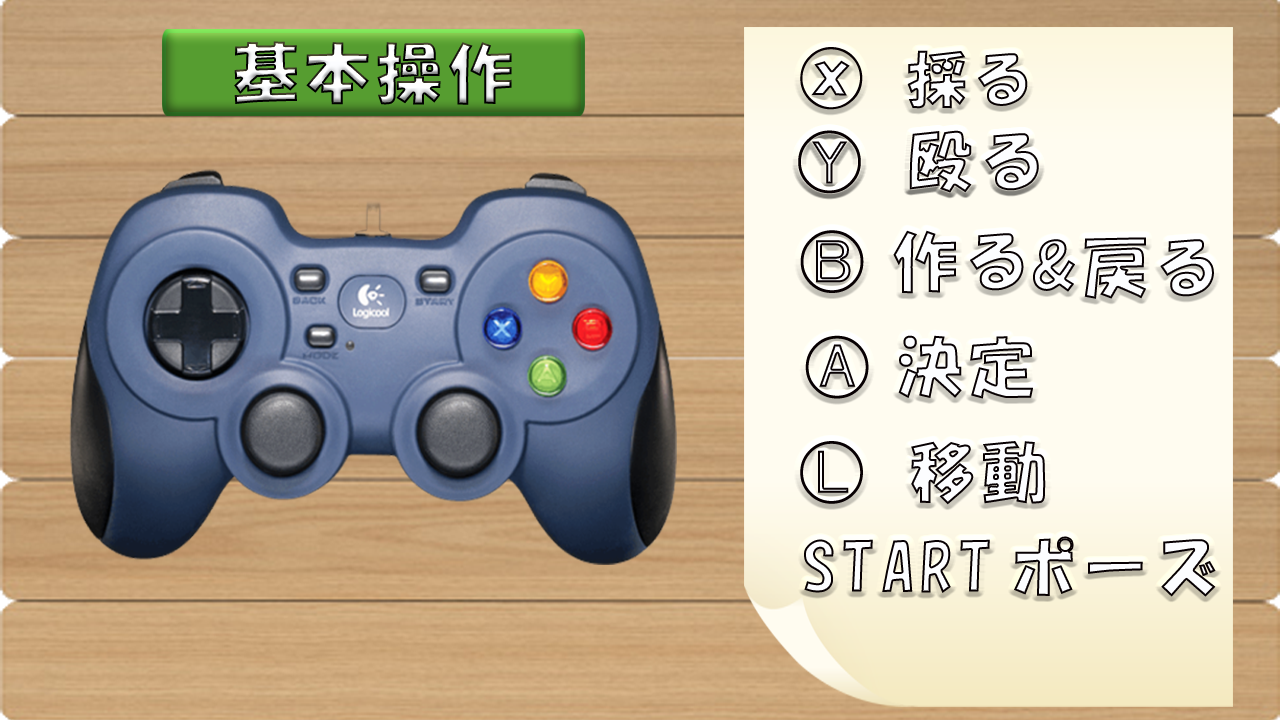 基本操作
BACK
START
Logicool
MODE
X
B
A
X 採る
Y 殴る
B 作る&戻る
A 決定
L 移動
START ポーズ